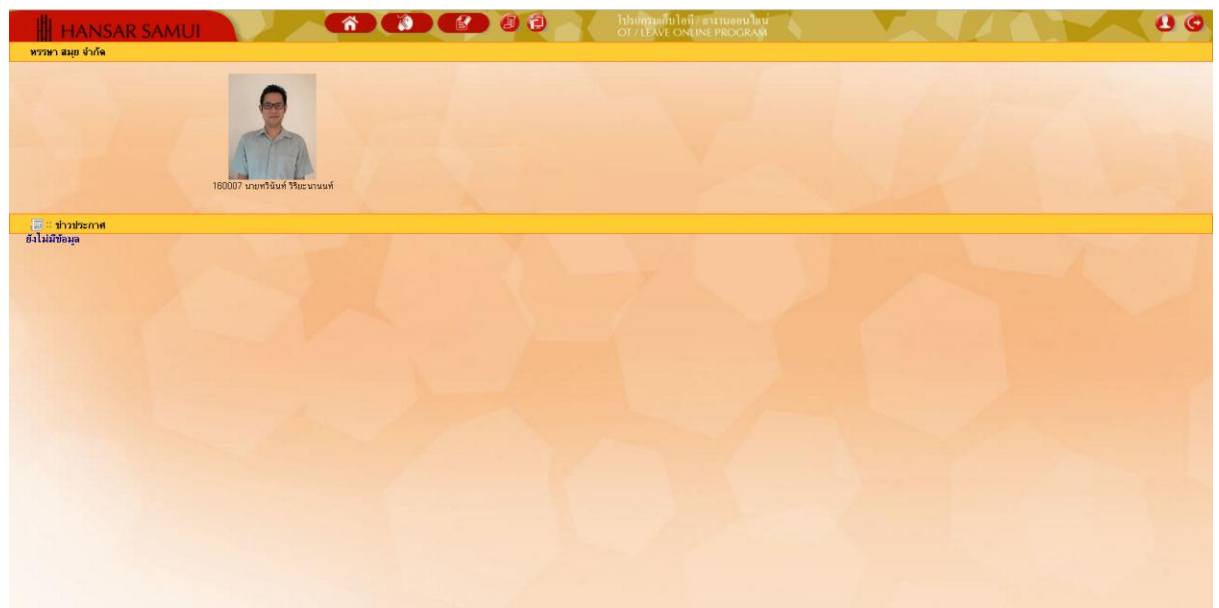 HANSAR SAMUI
โปรแกรมเก็บโอที / ลางานออนไลน์
OT / LEAVE ONLINE PROGRAM
หรรษา สมุย จำกัด
160007 นายทวินันท์ วิริยะนานนท์
:: ข่าวประกาศ
ยังไม่มีข้อมูล